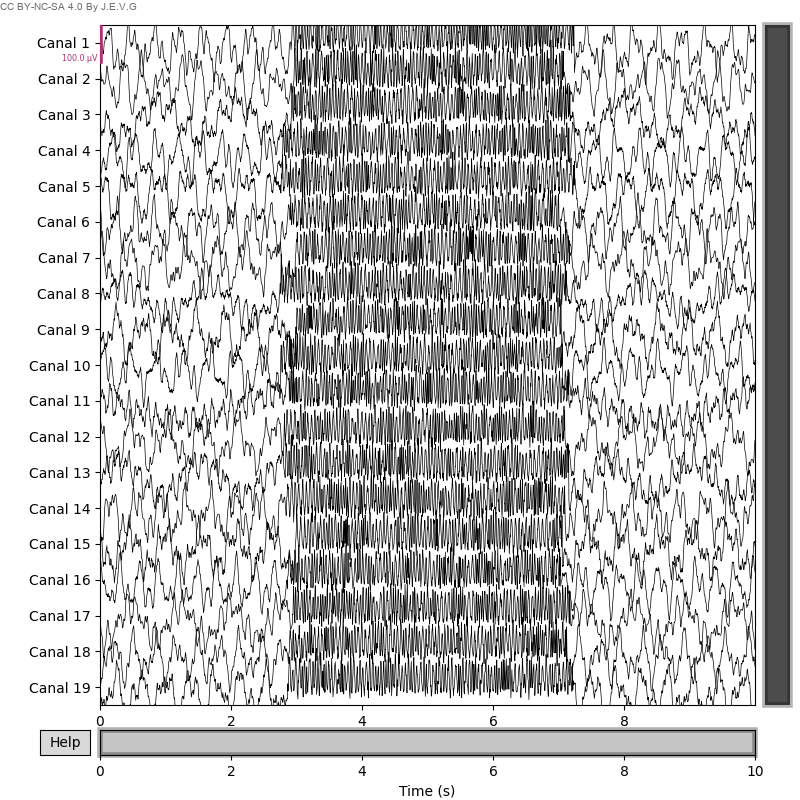 CC BY-NC-SA 4.0 By J.E.V.G
Canal 1
100.0 µV
Canal 2
Canal 3
Canal 4
Canal 5
Canal 6
Canal 7
Canal 8
Canal 9
Canal 10
Canal 11
Canal 12
Canal 13
Canal 14
Canal 15
Canal 16
Canal 17
Canal 18
Canal 19
0 2 4 6 8
Help
0 2 4 6 8 10
Time (s)